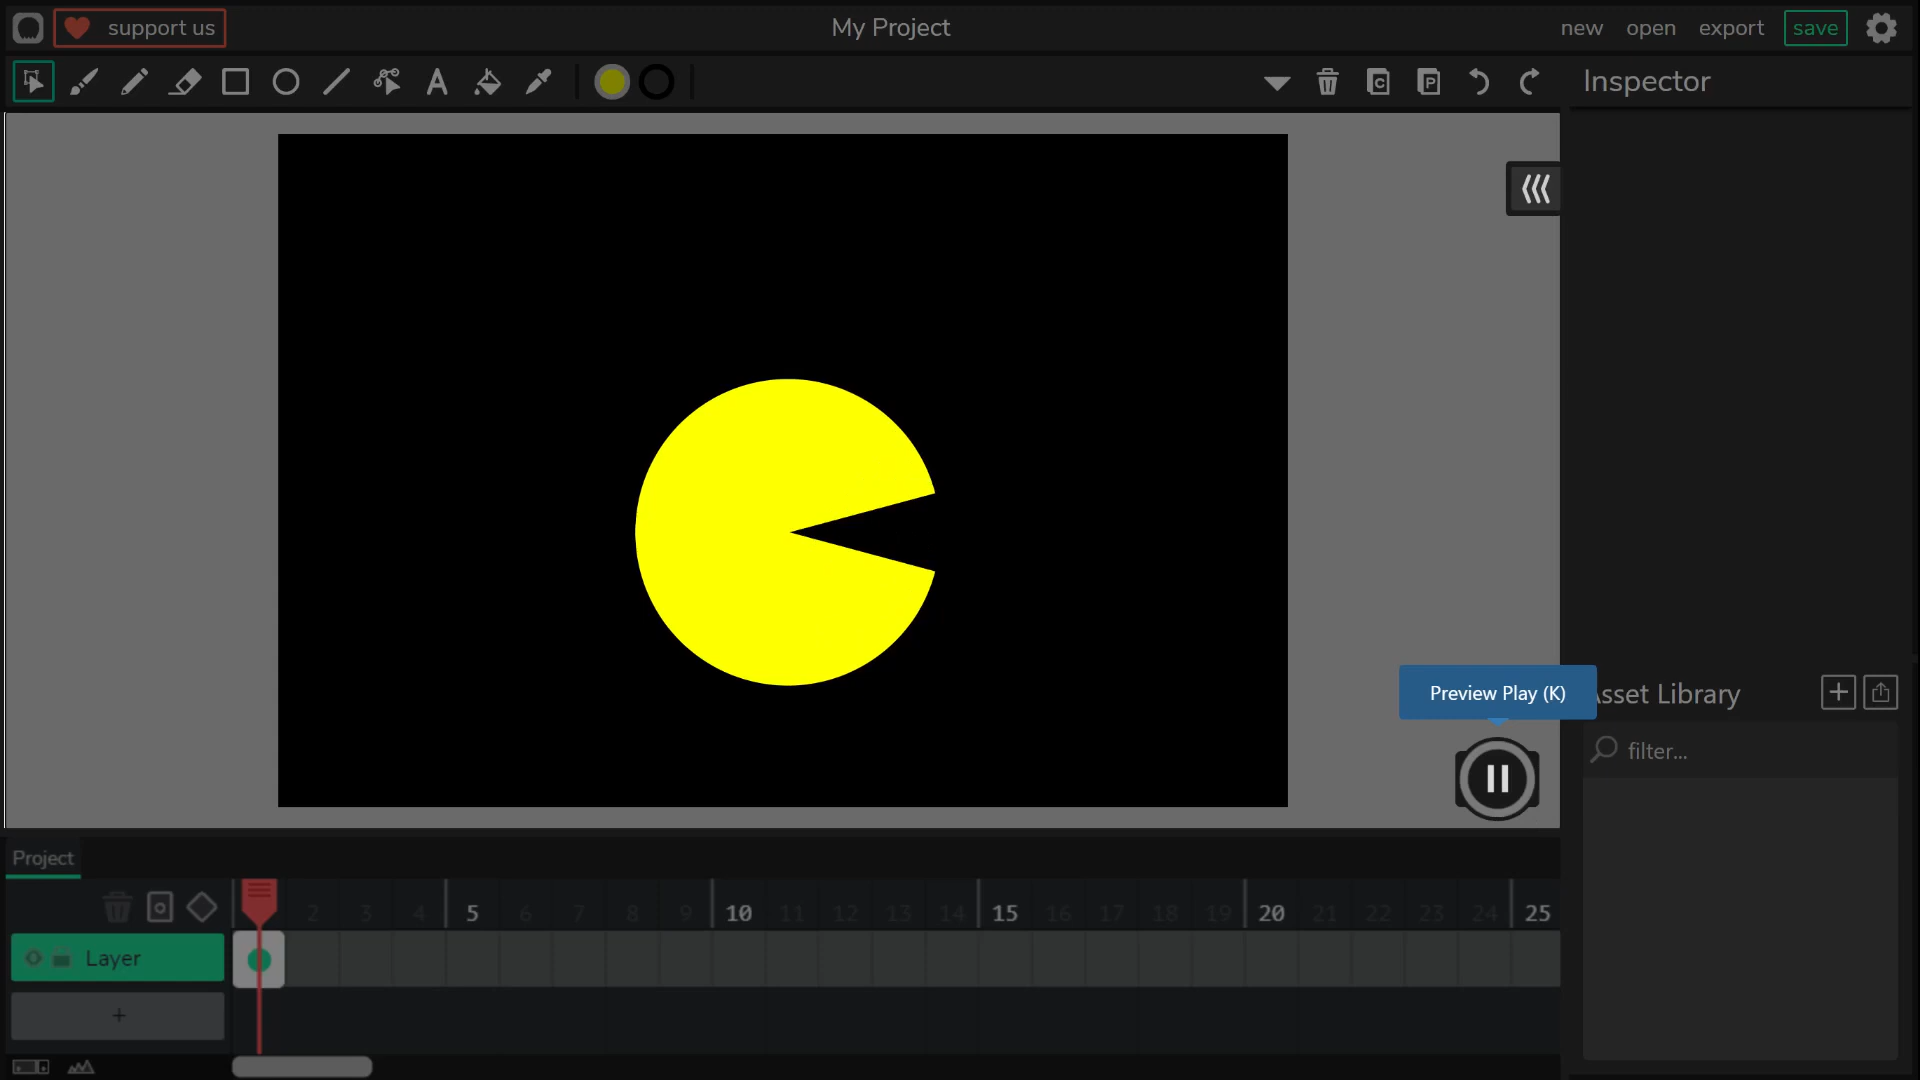 support us
My Project
new open export save
Inspector
Preview Play (K)
sset Library
filter...
Project
2 3 4 5 6 7 8 9 10 11 12 13 14 15 16 17 18 19 20 21 22 23 24 25
Layer
+